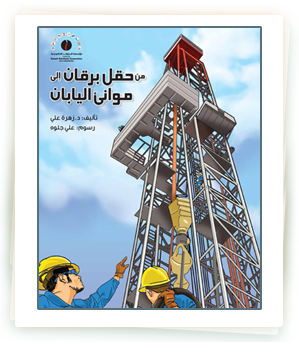 من حقل برقان إلى
موانئ اليابان
تأليف: د.زهرة علي
رسوم: علي جلوه